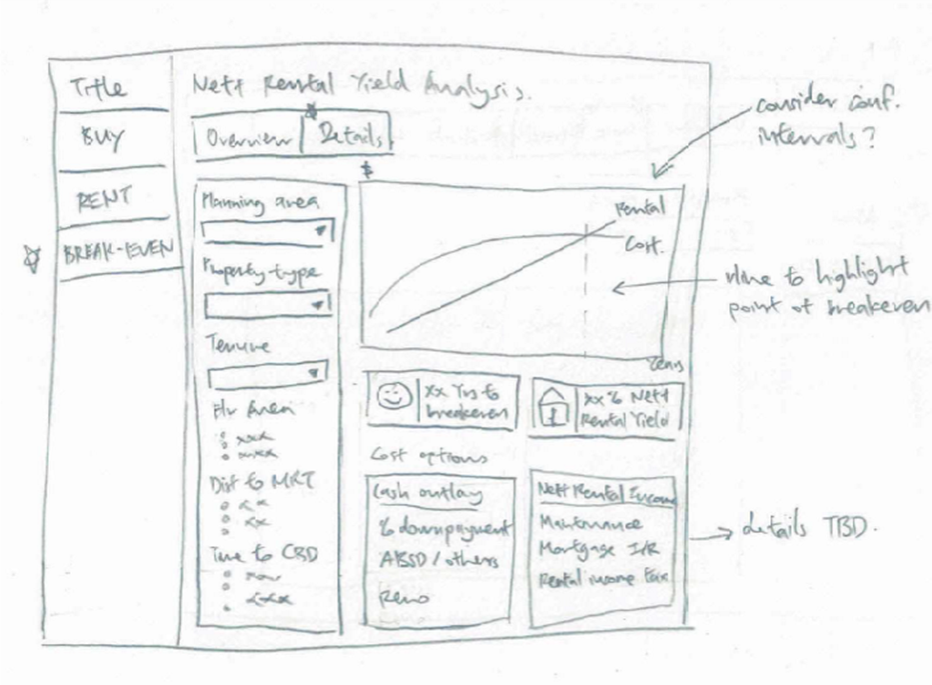 Title
BUY
RENT
BREAK-EVEN
Nett Rental Yield Analysis.
Overview
Details
Planning area
Property type
Tenure
Flr Area
xxx
xxx
Dist to MRT
xx
xx
Time to CBD
xxx
$
Rental
Cost.
Years
consider conf.
intervals?
vline to highlight
point of breakeven
xx Yrs to
breakeven
xx % Nett
Rental Yield
Cost options
Cash outlay
% downpayment
ABSD / others
Reno
Nett Rental Income
Maintenance
Mortgage I/R
Rental income tax
details TBD.